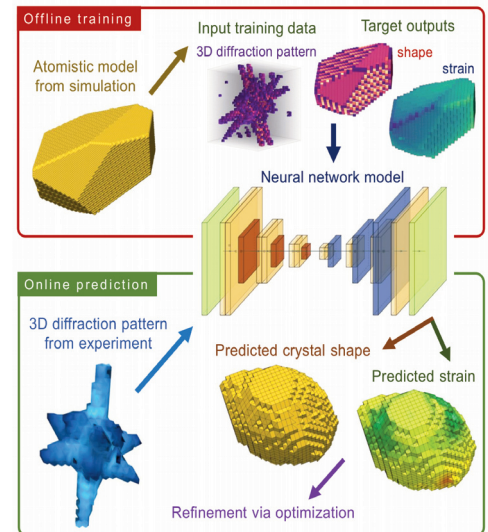 Offline training
Input training data
3D diffraction pattern
Target outputs
shape
strain
Atomistic model
from simulation
Neural network model
Online prediction
3D diffraction pattern
from experiment
Predicted crystal shape
Predicted strain
Refinement via optimization